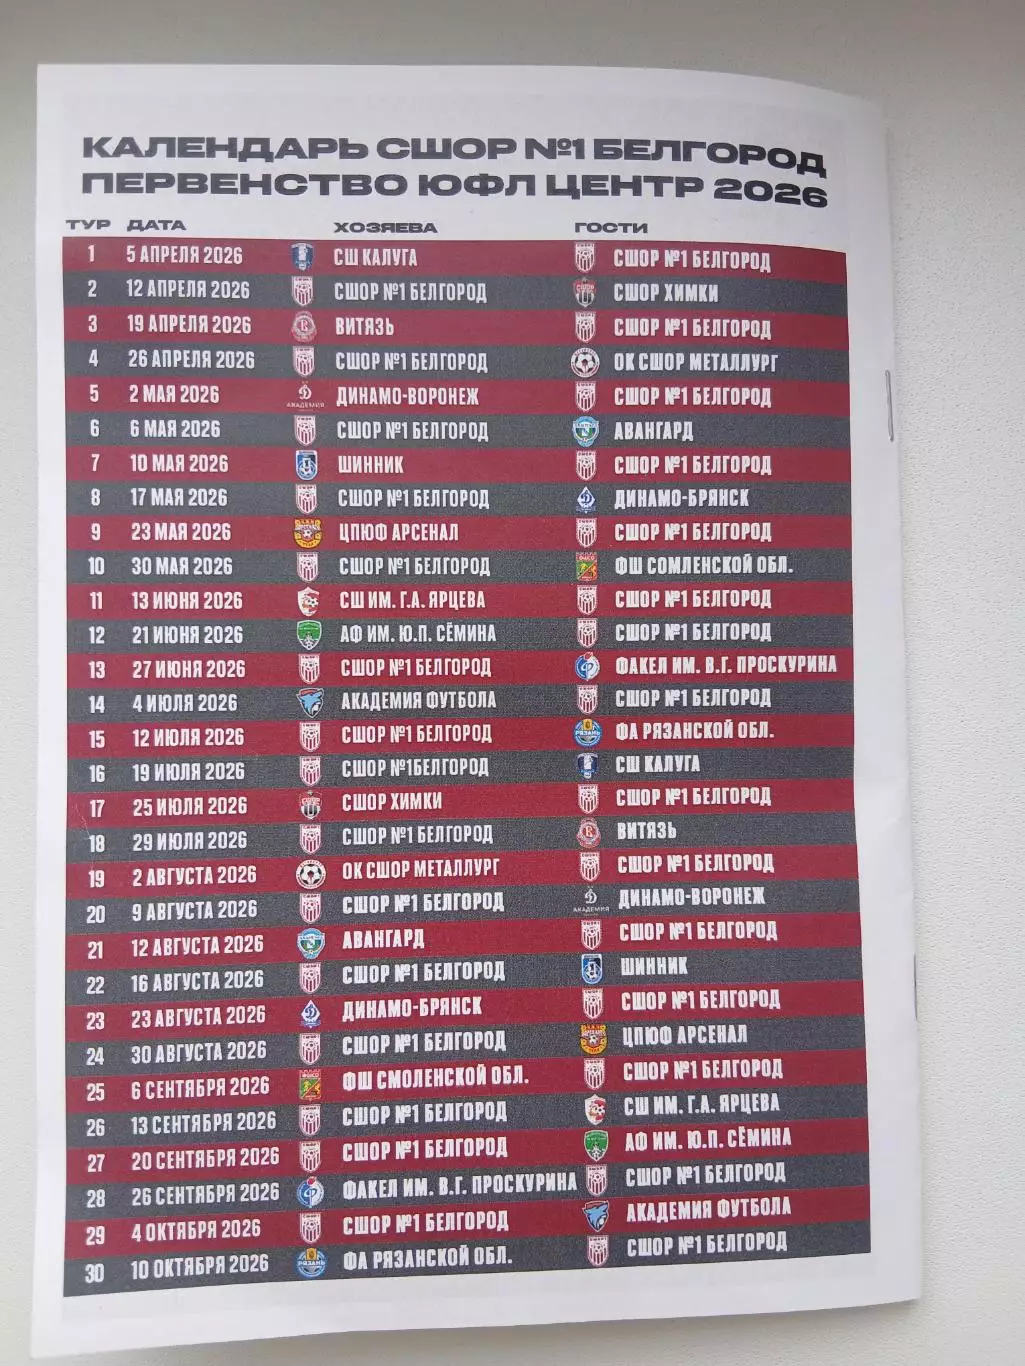 КАЛЕНДАРЬ СШОР №1 БЕЛГОРОД
ПЕРВЕНСТВО ЮФЛ ЦЕНТР 2026
ТУР ДАТА ХОЗЯЕВА ГОСТИ
1 5 АПРЕЛЯ 2026 СШ КАЛУГА СШОР №1 БЕЛГОРОД
2 12 АПРЕЛЯ 2026 СШОР №1 БЕЛГОРОД СШОР ХИМКИ
3 19 АПРЕЛЯ 2026 ВИТЯЗЬ СШОР №1 БЕЛГОРОД
4 26 АПРЕЛЯ 2026 СШОР №1 БЕЛГОРОД ОК СШОР МЕТАЛЛУРГ
5 2 МАЯ 2026 АКАДЕМИЯ ДИНАМО-ВОРОНЕЖ СШОР №1 БЕЛГОРОД
6 6 МАЯ 2026 СШОР №1 БЕЛГОРОД АВАНГАРД
7 10 МАЯ 2026 ШИННИК СШОР №1 БЕЛГОРОД
8 17 МАЯ 2026 СШОР №1 БЕЛГОРОД ДИНАМО-БРЯНСК
9 23 МАЯ 2026 ЦПЮФ АРСЕНАЛ СШОР №1 БЕЛГОРОД
10 30 МАЯ 2026 СШОР №1 БЕЛГОРОД ФШ СОМЛЕНСКОЙ ОБЛ.
11 13 ИЮНЯ 2026 СШ ИМ. Г.А. ЯРЦЕВА СШОР №1 БЕЛГОРОД
12 21 ИЮНЯ 2026 АФ ИМ. Ю.П. СЁМИНА СШОР №1 БЕЛГОРОД
13 27 ИЮНЯ 2026 СШОР №1 БЕЛГОРОД ФАКЕЛ ИМ. В.Г. ПРОСКУРИНА
14 4 ИЮЛЯ 2026 АКАДЕМИЯ ФУТБОЛА СШОР №1 БЕЛГОРОД
15 12 ИЮЛЯ 2026 СШОР №1 БЕЛГОРОД РЯЗАНЬ ФА РЯЗАНСКОЙ ОБЛ.
16 19 ИЮЛЯ 2026 СШОР №1БЕЛГОРОД СШ КАЛУГА
17 25 ИЮЛЯ 2026 СШОР ХИМКИ СШОР №1 БЕЛГОРОД
18 29 ИЮЛЯ 2026 СШОР №1 БЕЛГОРОД ВИТЯЗЬ
19 2 АВГУСТА 2026 ОК СШОР МЕТАЛЛУРГ СШОР №1 БЕЛГОРОД
20 9 АВГУСТА 2026 СШОР №1 БЕЛГОРОД АКАДЕМИЯ ДИНАМО-ВОРОНЕЖ
21 12 АВГУСТА 2026 АВАНГАРД СШОР №1 БЕЛГОРОД
22 16 АВГУСТА 2026 СШОР №1 БЕЛГОРОД ШИННИК
23 23 АВГУСТА 2026 ДИНАМО-БРЯНСК СШОР №1 БЕЛГОРОД
24 30 АВГУСТА 2026 СШОР №1 БЕЛГОРОД ЦПЮФ АРСЕНАЛ
25 6 СЕНТЯБРЯ 2026 ФШ СМОЛЕНСКОЙ ОБЛ. СШОР №1 БЕЛГОРОД
26 13 СЕНТЯБРЯ 2026 СШОР №1 БЕЛГОРОД СШ ИМ. Г.А. ЯРЦЕВА
27 20 СЕНТЯБРЯ 2026 СШОР №1 БЕЛГОРОД АФ ИМ. Ю.П. СЁМИНА
28 26 СЕНТЯБРЯ 2026 ФАКЕЛ ИМ. В.Г. ПРОСКУРИНА СШОР №1 БЕЛГОРОД
29 4 ОКТЯБРЯ 2026 СШОР №1 БЕЛГОРОД АКАДЕМИЯ ФУТБОЛА
30 10 ОКТЯБРЯ 2026 РЯЗАНЬ ФА РЯЗАНСКОЙ ОБЛ. СШОР №1 БЕЛГОРОД